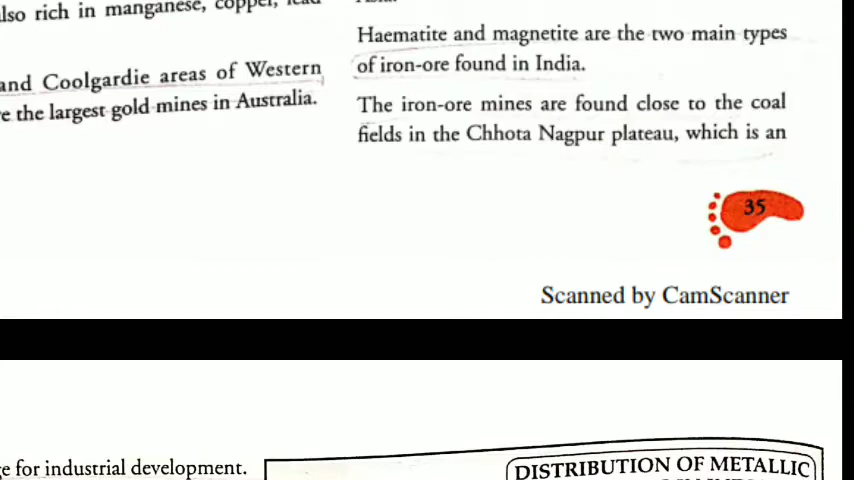 also rich in manganese, copper, lead
and Coolgardie areas of Western
e the largest gold mines in Australia.
Haematite and magnetite are the two main types
of iron-ore found in India.
The iron-ore mines are found close to the coal
fields in the Chhota Nagpur plateau, which is an
35
Scanned by CamScanner
e for industrial development.
DISTRIBUTION OF METALLIC